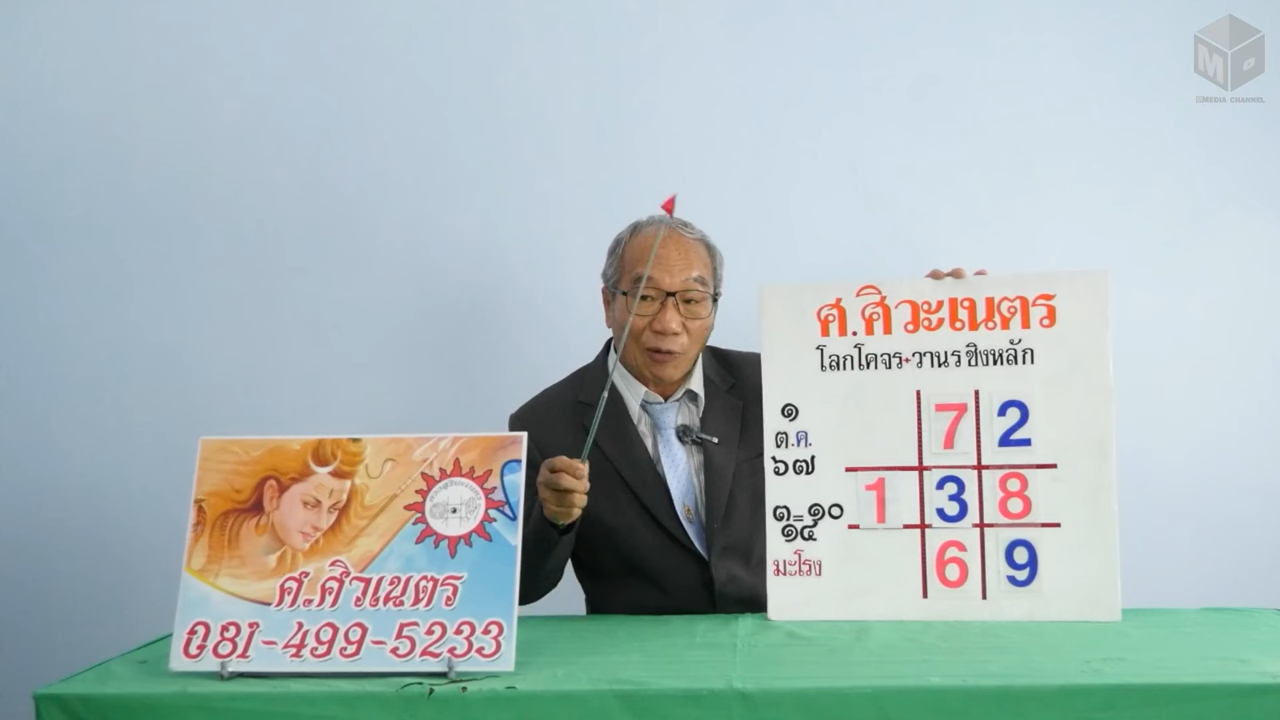 MEDIA CHANNEL
ศ.ศิวะเนตร
โลกโคจร+วานรชิงหลัก
๑
ต.ค.
๖๗
๓=๑๐
๑๔
มะโรง
7 2
1 3 8
6 9
ศ.ศิวเนตร
081-499-5233